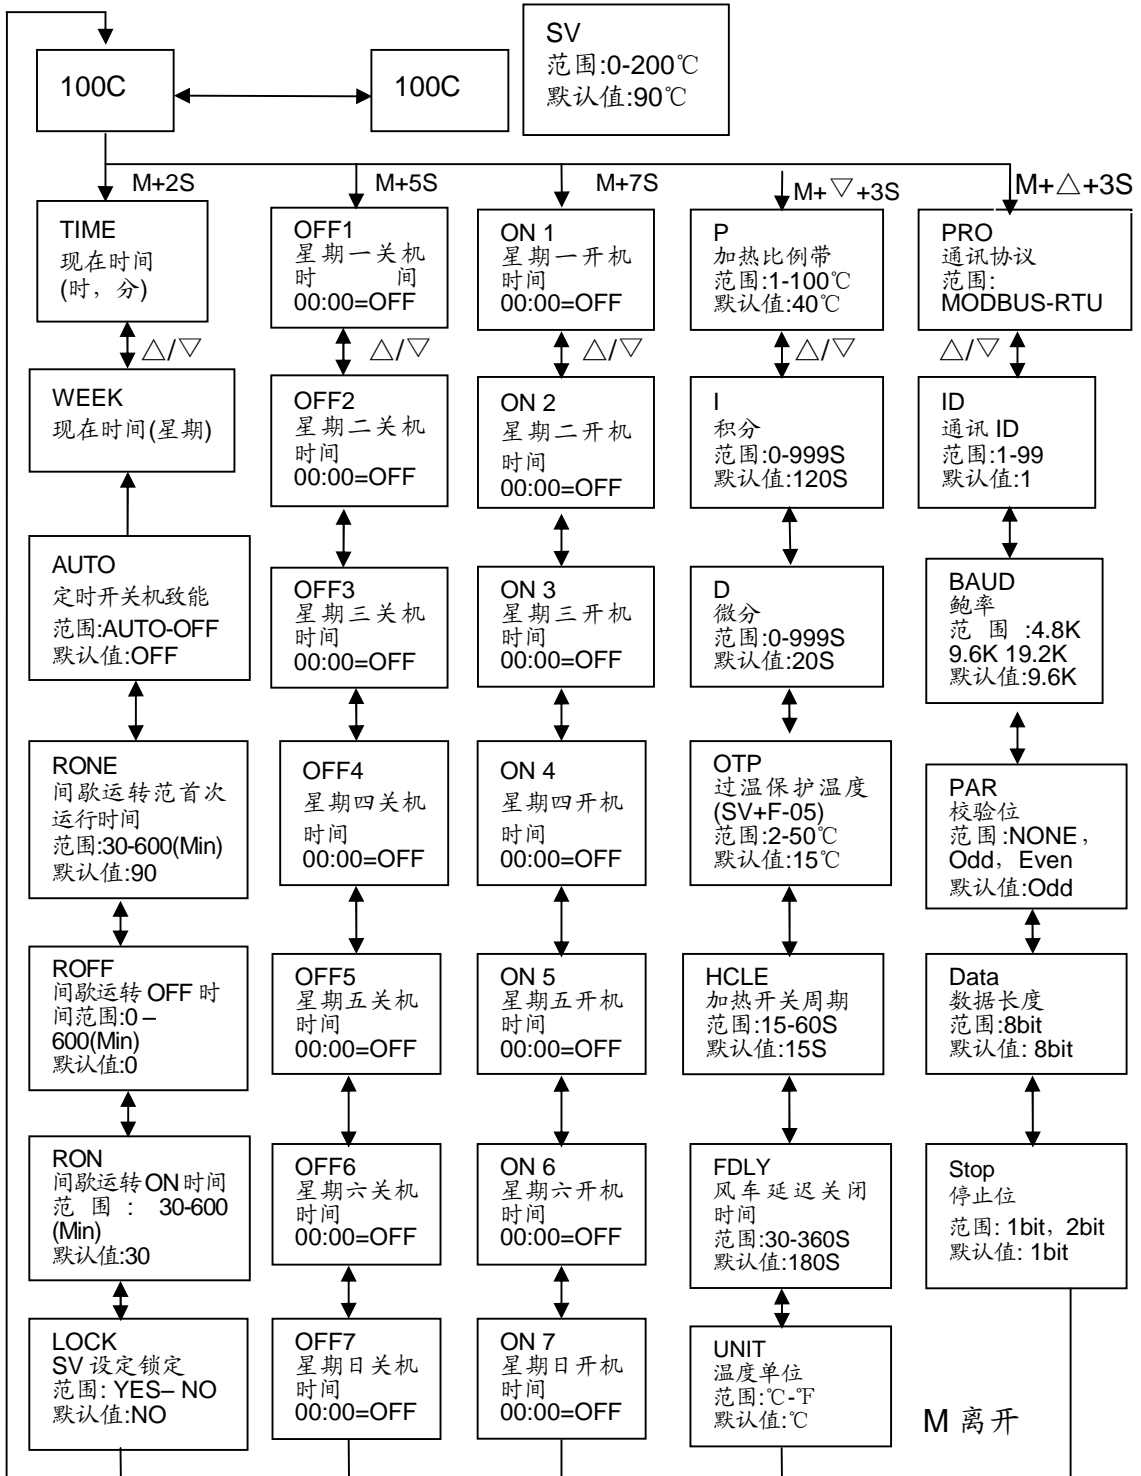 100C
100C
SV
范围:0-200℃
默认值:90℃
M+2S
M+5S
M+7S
M+▽+3S
M+△+3S
TIME
现在时间
(时，分)
△/▽
WEEK
现在时间(星期)
AUTO
定时开关机致能
范围:AUTO-OFF
默认值:OFF
RONE
间歇运转范首次
运行时间
范围:30-600(Min)
默认值:90
ROFF
间歇运转 OFF 时
间范围:0 –
600(Min)
默认值:0
RON
间歇运转 ON 时间
范 围 : 30-600
(Min)
默认值:30
LOCK
SV 设定锁定
范围: YES– NO
默认值:NO
OFF1
星期一关机
时 间
00:00=OFF
△/▽
OFF2
星期二关机
时间
00:00=OFF
OFF3
星期三关机
时间
00:00=OFF
OFF4
星期四关机
时间
00:00=OFF
OFF5
星期五关机
时间
00:00=OFF
OFF6
星期六关机
时间
00:00=OFF
OFF7
星期日关机
时间
00:00=OFF
ON 1
星期一开机
时间
00:00=OFF
△/▽
ON 2
星期二开机
时间
00:00=OFF
ON 3
星期三开机
时间
00:00=OFF
ON 4
星期四开机
时间
00:00=OFF
ON 5
星期五开机
时间
00:00=OFF
ON 6
星期六开机
时间
00:00=OFF
ON 7
星期日开机
时间
00:00=OFF
P
加热比例带
范围:1-100℃
默认值:40℃
△/▽
I
积分
范围:0-999S
默认值:120S
D
微分
范围:0-999S
默认值:20S
OTP
过温保护温度
(SV+F-05)
范围:2-50℃
默认值:15℃
HCLE
加热开关周期
范围:15-60S
默认值:15S
FDLY
风车延迟关闭
时间
范围:30-360S
默认值:180S
UNIT
温度单位
范围:℃-℉
默认值:℃
PRO
通讯协议
范围:
MODBUS-RTU
△/▽
ID
通讯 ID
范围:1-99
默认值:1
BAUD
鲍率
范 围 :4.8K
9.6K 19.2K
默认值:9.6K
PAR
校验位
范围:NONE，
Odd，Even
默认值:Odd
Data
数据长度
范围:8bit
默认值: 8bit
Stop
停止位
范围: 1bit，2bit
默认值: 1bit
M 离开